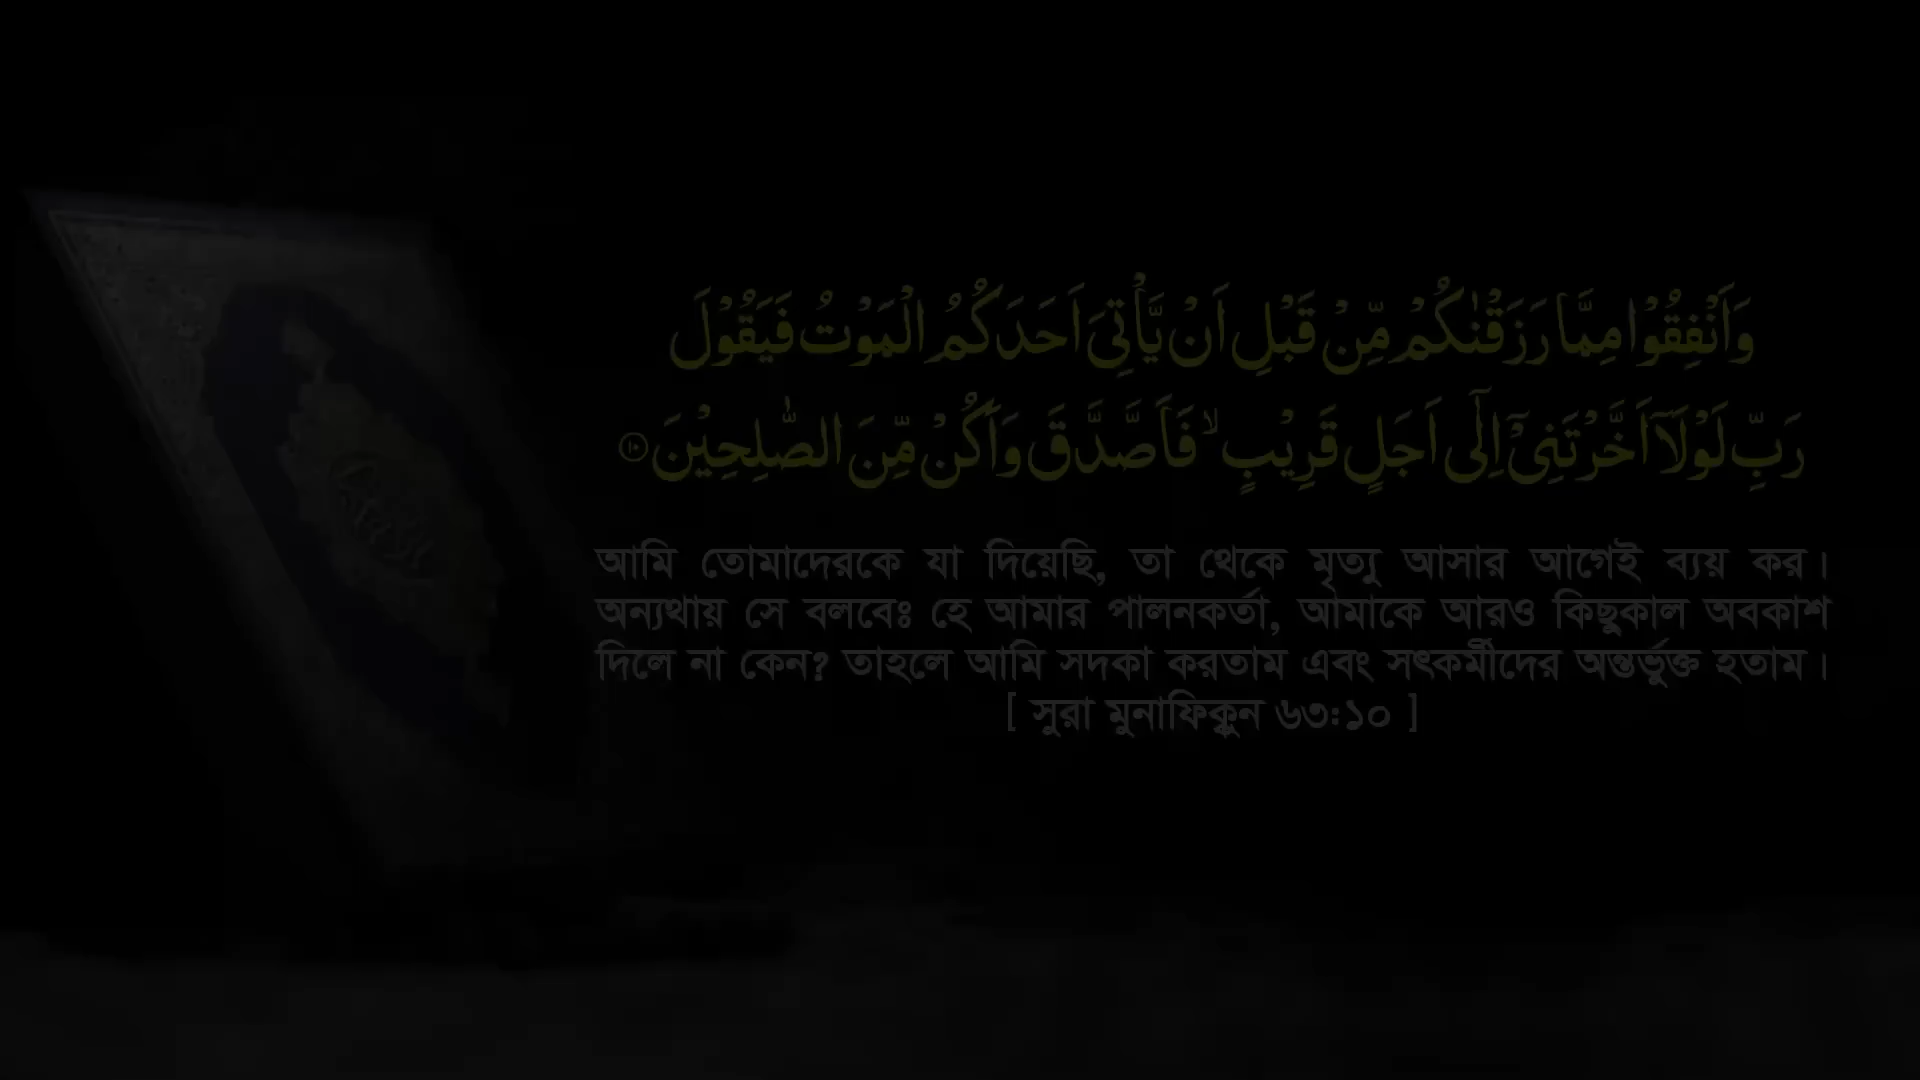 وَاَنْفِقُوْا مِمَّا رَزَقْنٰكُمْ مِّنْ قَبْلِ اَنْ يَّأْتِىَ اَحَدَكُمُ الْمَوْتُ فَيَقُوْلَ
رَبِّ لَوْلَآ اَخَّرْتَنِىْٓ اِلٰٓى اَجَلٍ قَرِيْبٍ ۙ فَاَصَّدَّقَ وَاَكُنْ مِّنَ الصّٰلِحِيْنَ ۝۱۰
আমি তোমাদেরকে যা দিয়েছি, তা থেকে মৃত্যু আসার আগেই ব্যয় কর।
অন্যথায় সে বলবেঃ হে আমার পালনকর্তা, আমাকে আরও কিছুকাল অবকাশ
দিলে না কেন? তাহলে আমি সদকা করতাম এবং সৎকর্মীদের অন্তর্ভুক্ত হতাম।
[ সুরা মুনাফিক্বুন ৬৩:১০ ]